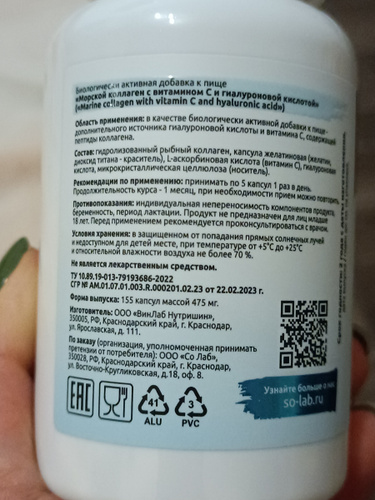 Биологически активная добавка к пище
«Морской коллаген с витамином С и гиалуроновой кислотой»
(«Marine collagen with vitamin C and hyaluronic acid»)
Область применения: в качестве биологически активной добавки к пище -
дополнительного источника гиалуроновой кислоты и витамина С, содержащей
пептиды коллагена.
Состав: гидролизованный рыбный коллаген, капсула желатиновая (желатин,
диоксид титана - краситель), L-аскорбиновая кислота (витамин С), гиалуроновая
кислота, микрокристаллическая целлюлоза (носитель).
Рекомендации по применению: принимать по 5 капсул 1 раз в день.
Продолжительность курса - 1 месяц, при необходимости прием можно повторить.
Противопоказания: индивидуальная непереносимость компонентов продукта,
беременность, период лактации. Продукт не предназначен для лиц младше
18 лет. Перед применением рекомендуется проконсультироваться с врачом.
Условия хранения: в защищенном от попадания прямых солнечных лучей
и недоступном для детей месте, при температуре от +5°С до +25°С
и относительной влажности воздуха не более 70 %.
Не является лекарственным средством.
ТУ 10.89.19-013-79193686-2022
СГР № AM.01.07.01.003.R.000201.02.23 от 22.02.2023 г.
Форма выпуска: 155 капсул массой 475 мг.
Изготовитель: ООО «ВинЛаб Нутришин»,
350005, РФ, Краснодарский край, г. Краснодар,
ул. Ярославская, д. 111.
По заказу (организация, уполномоченная принимать
претензии от потребителя): ООО «Со Лаб»,
РФ, Краснодарский край, г. Краснодар,
ул. Восточно-Кругликовская, д.18, оф. 8.
Узнайте больше о нас
so-lab.ru
EAC
41
ALU
3
PVC